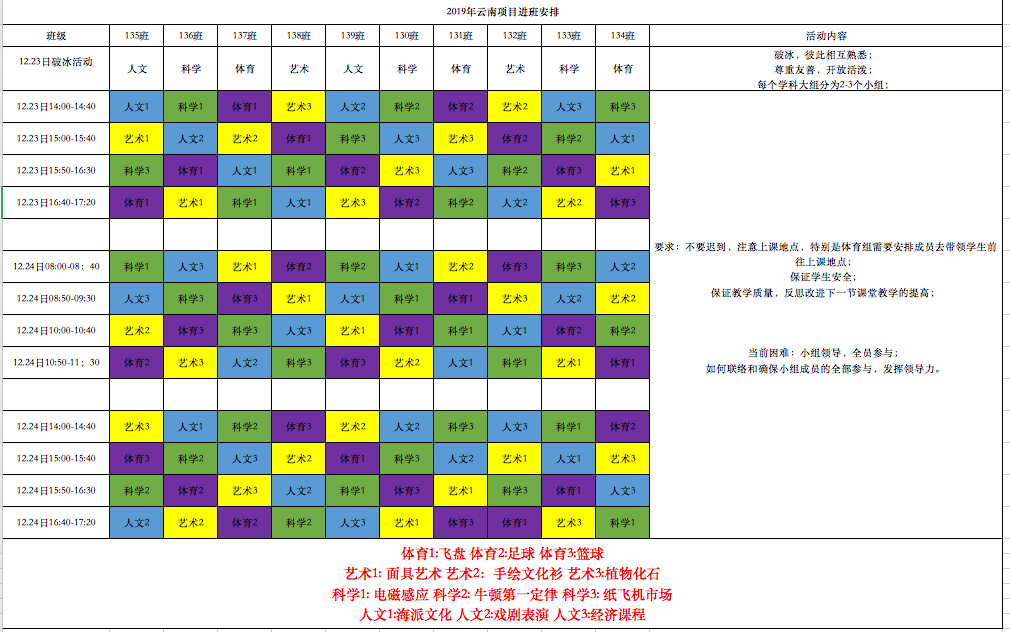 2019年云南项目进班安排
班级 135班 136班 137班 138班 139班 130班 131班 132班 133班 134班 活动内容
12.23日破冰活动 人文 科学 体育 艺术 人文 科学 体育 艺术 科学 体育
破冰，彼此相互熟悉；
尊重友善，开放活泼；
每个学科大组分为2-3个小组；
12.23日14:00-14:40 人文1 科学1 体育1 艺术3 人文2 科学2 体育2 艺术2 人文3 科学3
12.23日15:00-15:40 艺术1 人文2 艺术2 体育1 科学3 人文3 艺术3 体育2 科学2 人文1
12.23日15:50-16:30 科学3 体育1 人文1 科学1 体育2 艺术3 人文3 科学2 体育3 艺术1
12.23日16:40-17:20 体育1 艺术1 科学1 人文1 艺术3 体育2 科学2 人文2 艺术2 体育3
12.24日08:00-08：40 科学1 人文3 艺术1 体育2 科学2 人文1 艺术2 体育3 科学3 人文2
12.24日08:50-09:30 人文3 科学3 体育3 艺术1 人文1 科学1 体育1 艺术3 人文2 艺术2
12.24日10:00-10:40 艺术2 体育3 科学3 人文3 艺术1 体育1 科学1 人文1 体育2 科学2
12.24日10:50-11；30 体育2 艺术3 人文2 科学3 体育3 艺术2 人文1 科学1 艺术1 体育1
12.24日14:00-14:40 艺术3 人文1 科学2 体育3 艺术2 人文2 科学3 人文3 科学1 体育2
12.24日15:00-15:40 体育3 科学2 人文3 艺术2 体育1 科学3 人文2 艺术1 人文1 艺术3
12.24日15:50-16:30 科学2 体育2 艺术3 人文2 科学1 体育3 艺术1 科学3 体育1 人文3
12.24日16:40-17:20 人文2 艺术2 体育2 科学2 人文3 艺术1 体育3 体育1 艺术3 科学1
要求：不要迟到，注意上课地点，特别是体育组需要安排成员去带领学生前
往上课地点；
保证学生安全；
保证教学质量，反思改进下一节课堂教学的提高；
当前困难：小组领导，全员参与；
如何联络和确保小组成员的全部参与，发挥领导力。
体育1:飞盘 体育2:足球 体育3:篮球
艺术1: 面具艺术 艺术2：手绘文化衫 艺术3:植物化石
科学1: 电磁感应 科学2: 牛顿第一定律 科学3: 纸飞机市场
人文1:海派文化 人文2:戏剧表演 人文3:经济课程